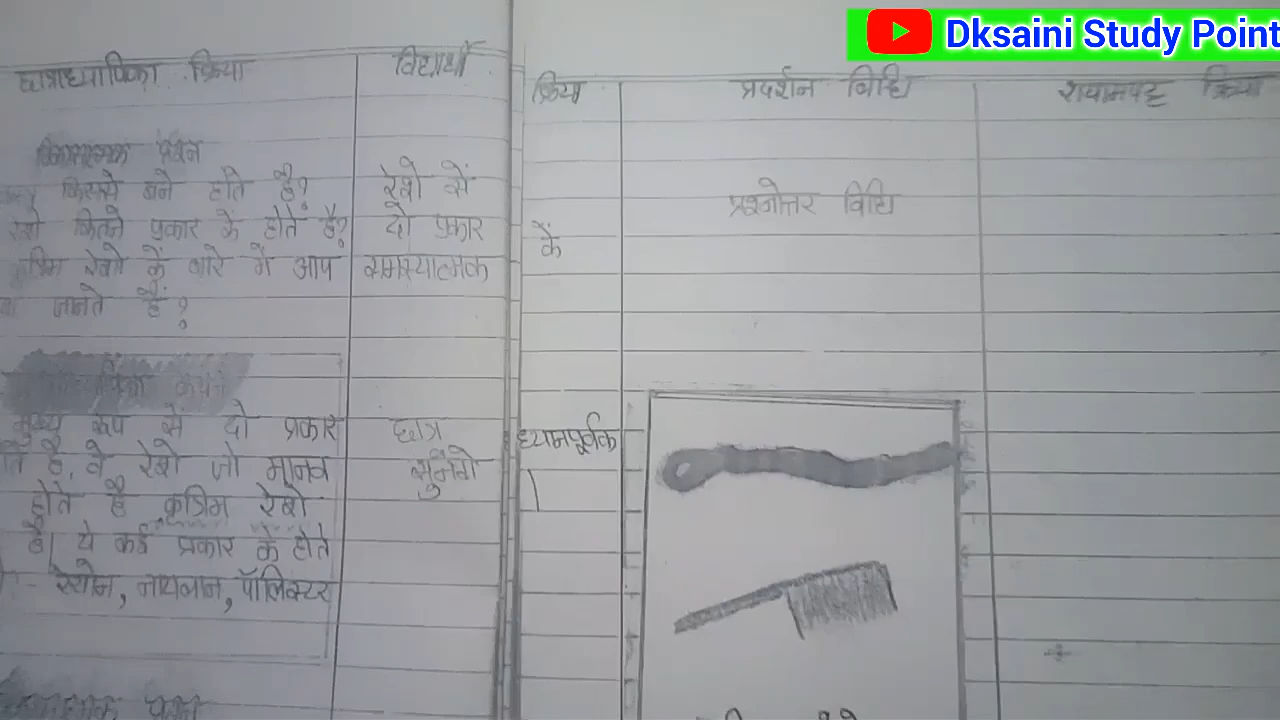 Dksaini Study Point
छात्राध्यापिका क्रिया
विद्यार्थी क्रिया
प्रदर्शन विधि
श्यामपट्ट क्रिया
प्रश्न
किससे बने होते है? रेशो से
प्रश्नोत्तर विधि
रेशे कितने प्रकार के होते है? दो प्रकार के
रेशो के बारे में आप समस्यात्मक
जानते है?
मुख्य रूप से दो प्रकार
छात्र ध्यानपूर्वक
है, वे रेशे जो मानव
सुनेंगे
होते है कृत्रिम रेशे
है। ये कई प्रकार के होते
रेयॉन, नायलान, पॉलिस्टर